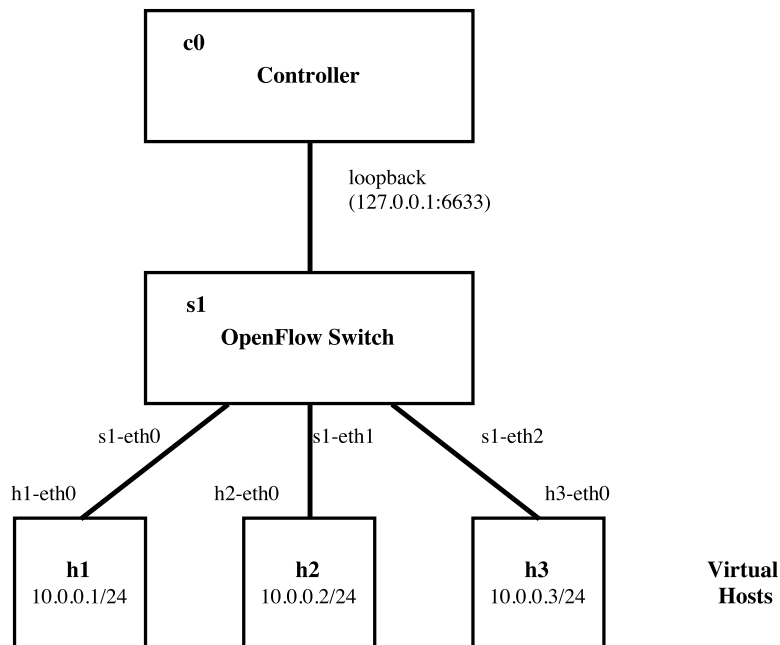 c0
Controller
loopback
(127.0.0.1:6633)
s1
OpenFlow Switch
s1-eth0
s1-eth1
s1-eth2
h1-eth0
h2-eth0
h3-eth0
h1
10.0.0.1/24
h2
10.0.0.2/24
h3
10.0.0.3/24
Virtual
Hosts